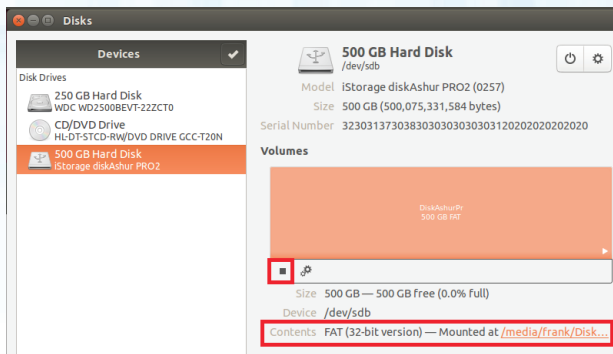 Disks
Devices
Disk Drives
250 GB Hard Disk
WDC WD2500BEVT-22ZCT0
CD/DVD Drive
HL-DT-STCD-RW/DVD DRIVE GCC-T20N
500 GB Hard Disk
iStorage diskAshur PRO2
500 GB Hard Disk
/dev/sdb
Model iStorage diskAshur PRO2 (0257)
Size 500 GB (500,075,331,584 bytes)
Serial Number 32303137303830303030303031202020202020
Volumes
DiskAshurPr
500 GB FAT
Size 500 GB — 500 GB free (0.0% full)
Device /dev/sdb
Contents FAT (32-bit version) — Mounted at /media/frank/Disk...